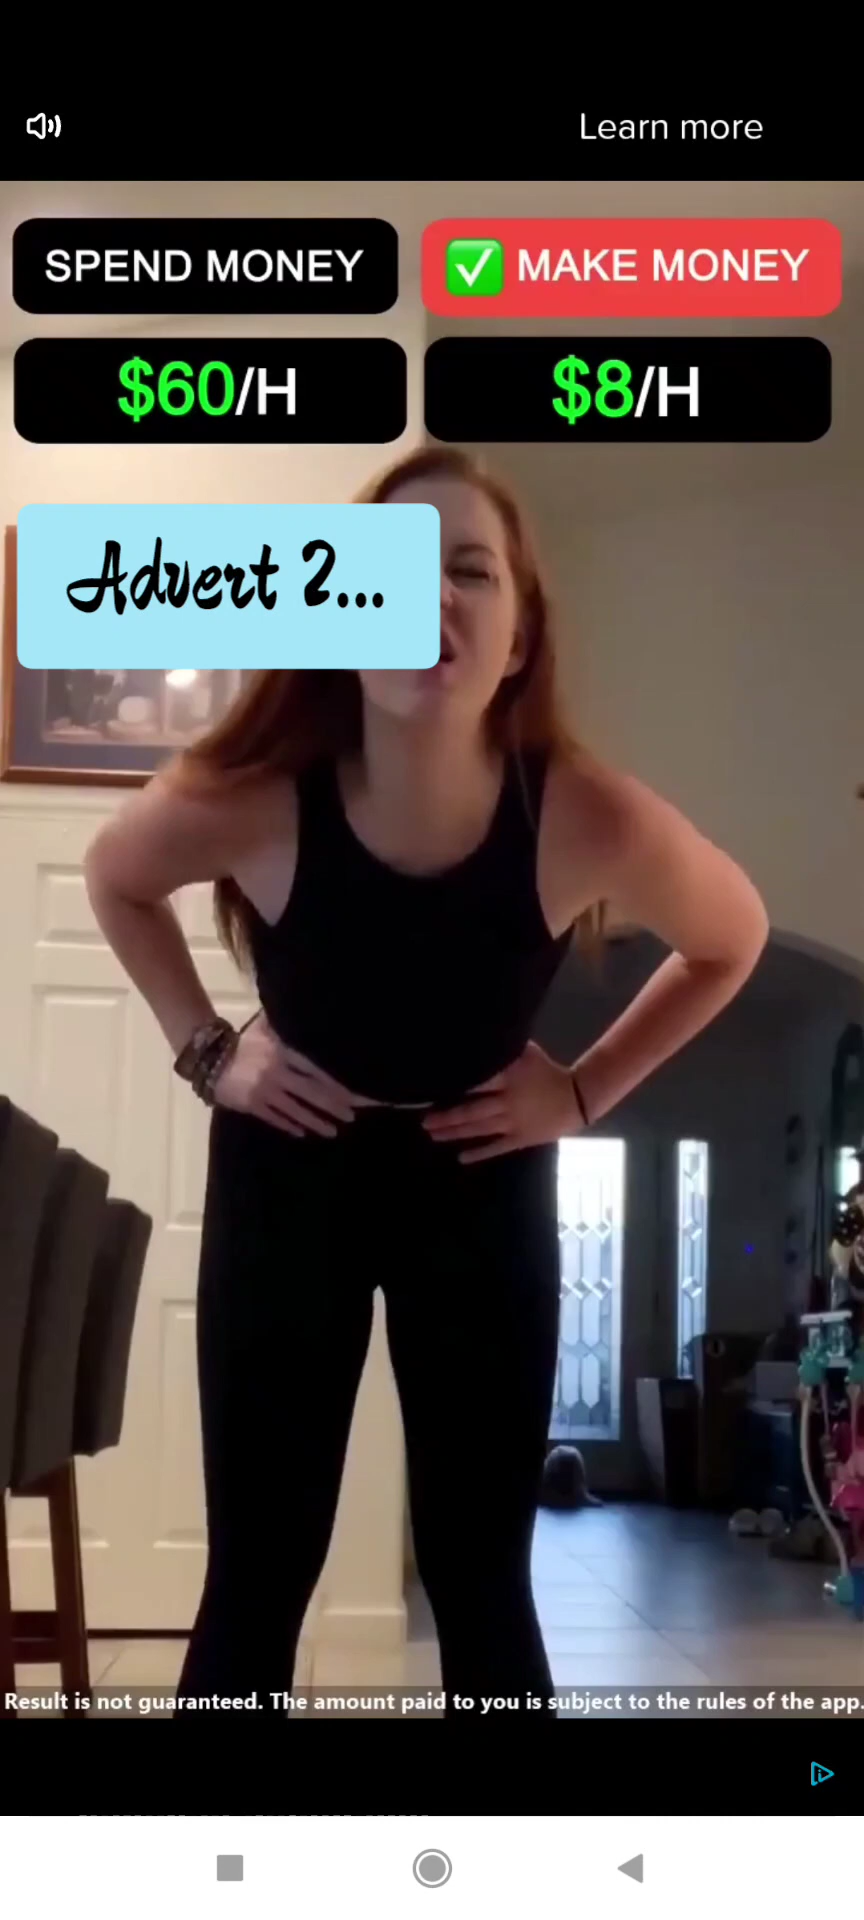 Learn more
SPEND MONEY
✅ MAKE MONEY
$60/H
$8/H
Advert 2...
Result is not guaranteed. The amount paid to you is subject to the rules of the app.